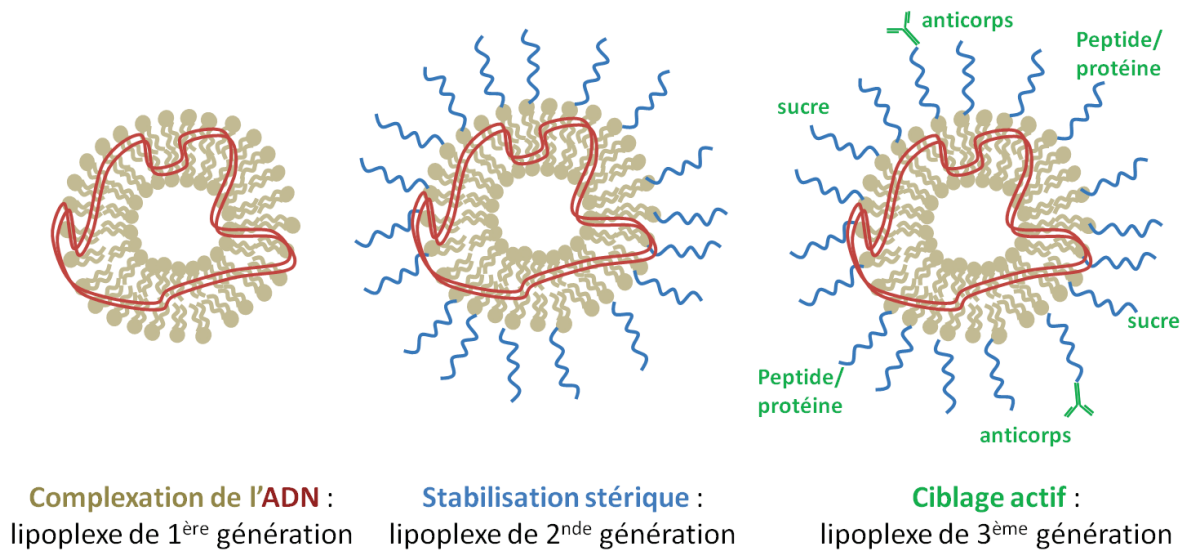 anticorps
Peptide/
protéine
sucre
sucre
Peptide/
protéine
anticorps
Complexation de l'ADN :
lipoplexe de 1ère génération
Stabilisation stérique :
lipoplexe de 2nde génération
Ciblage actif :
lipoplexe de 3ème génération